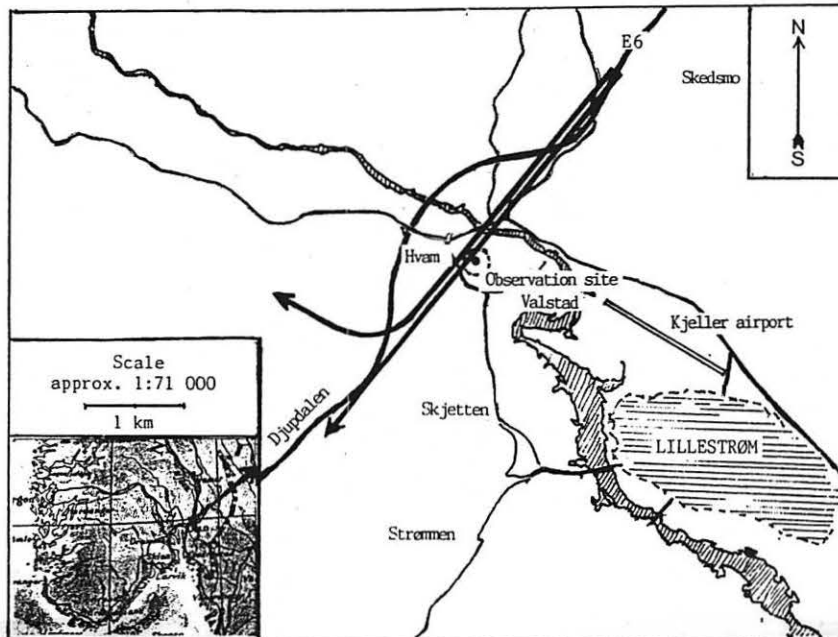 E6
N
Skedsmo
S
Hvam
Observation site
Valstad
Kjeller airport
Scale
approx. 1:71 000
1 km
Djupdalen
Skjetten
LILLESTRØM
Strømmen